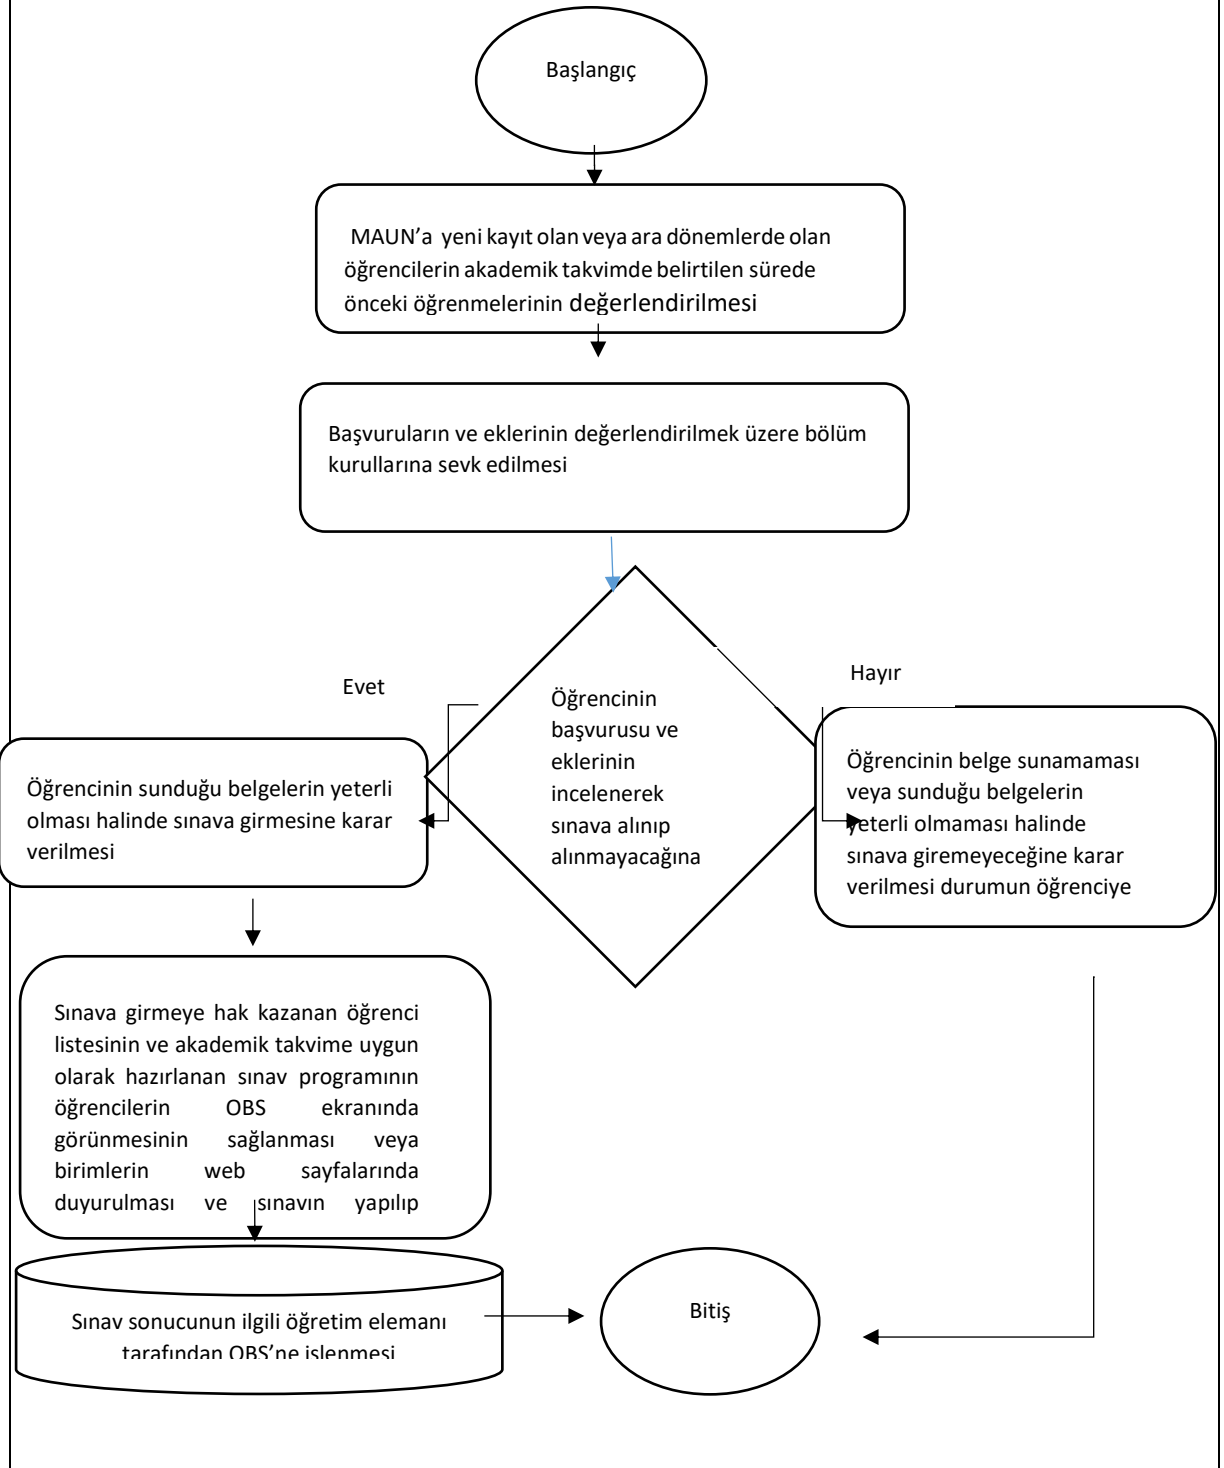 Başlangıç
MAUN’a yeni kayıt olan veya ara dönemlerde olan
öğrencilerin akademik takvimde belirtilen sürede
önceki öğrenmelerinin değerlendirilmesi
Başvuruların ve eklerinin değerlendirilmek üzere bölüm
kurullarına sevk edilmesi
Evet
Hayır
Öğrencinin
başvurusu ve
eklerinin
incelenerek
sınava alınıp
alınmayacağına
Öğrencinin sunduğu belgelerin yeterli
olması halinde sınava girmesine karar
verilmesi
Öğrencinin belge sunamaması
veya sunduğu belgelerin
yeterli olmaması halinde
sınava giremeyeceğine karar
verilmesi durumun öğrenciye
Sınava girmeye hak kazanan öğrenci
listesinin ve akademik takvime uygun
olarak hazırlanan sınav programının
öğrencilerin OBS ekranında
görünmesinin sağlanması veya
birimlerin web sayfalarında
duyurulması ve sınavın yapılıp
Sınav sonucunun ilgili öğretim elemanı
tarafından OBS’ne işlenmesi
Bitiş